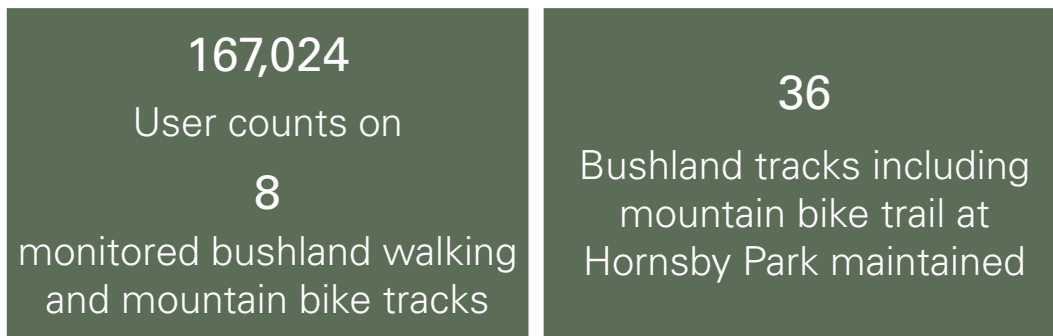 167,024
User counts on
8
monitored bushland walking
and mountain bike tracks
36
Bushland tracks including
mountain bike trail at
Hornsby Park maintained